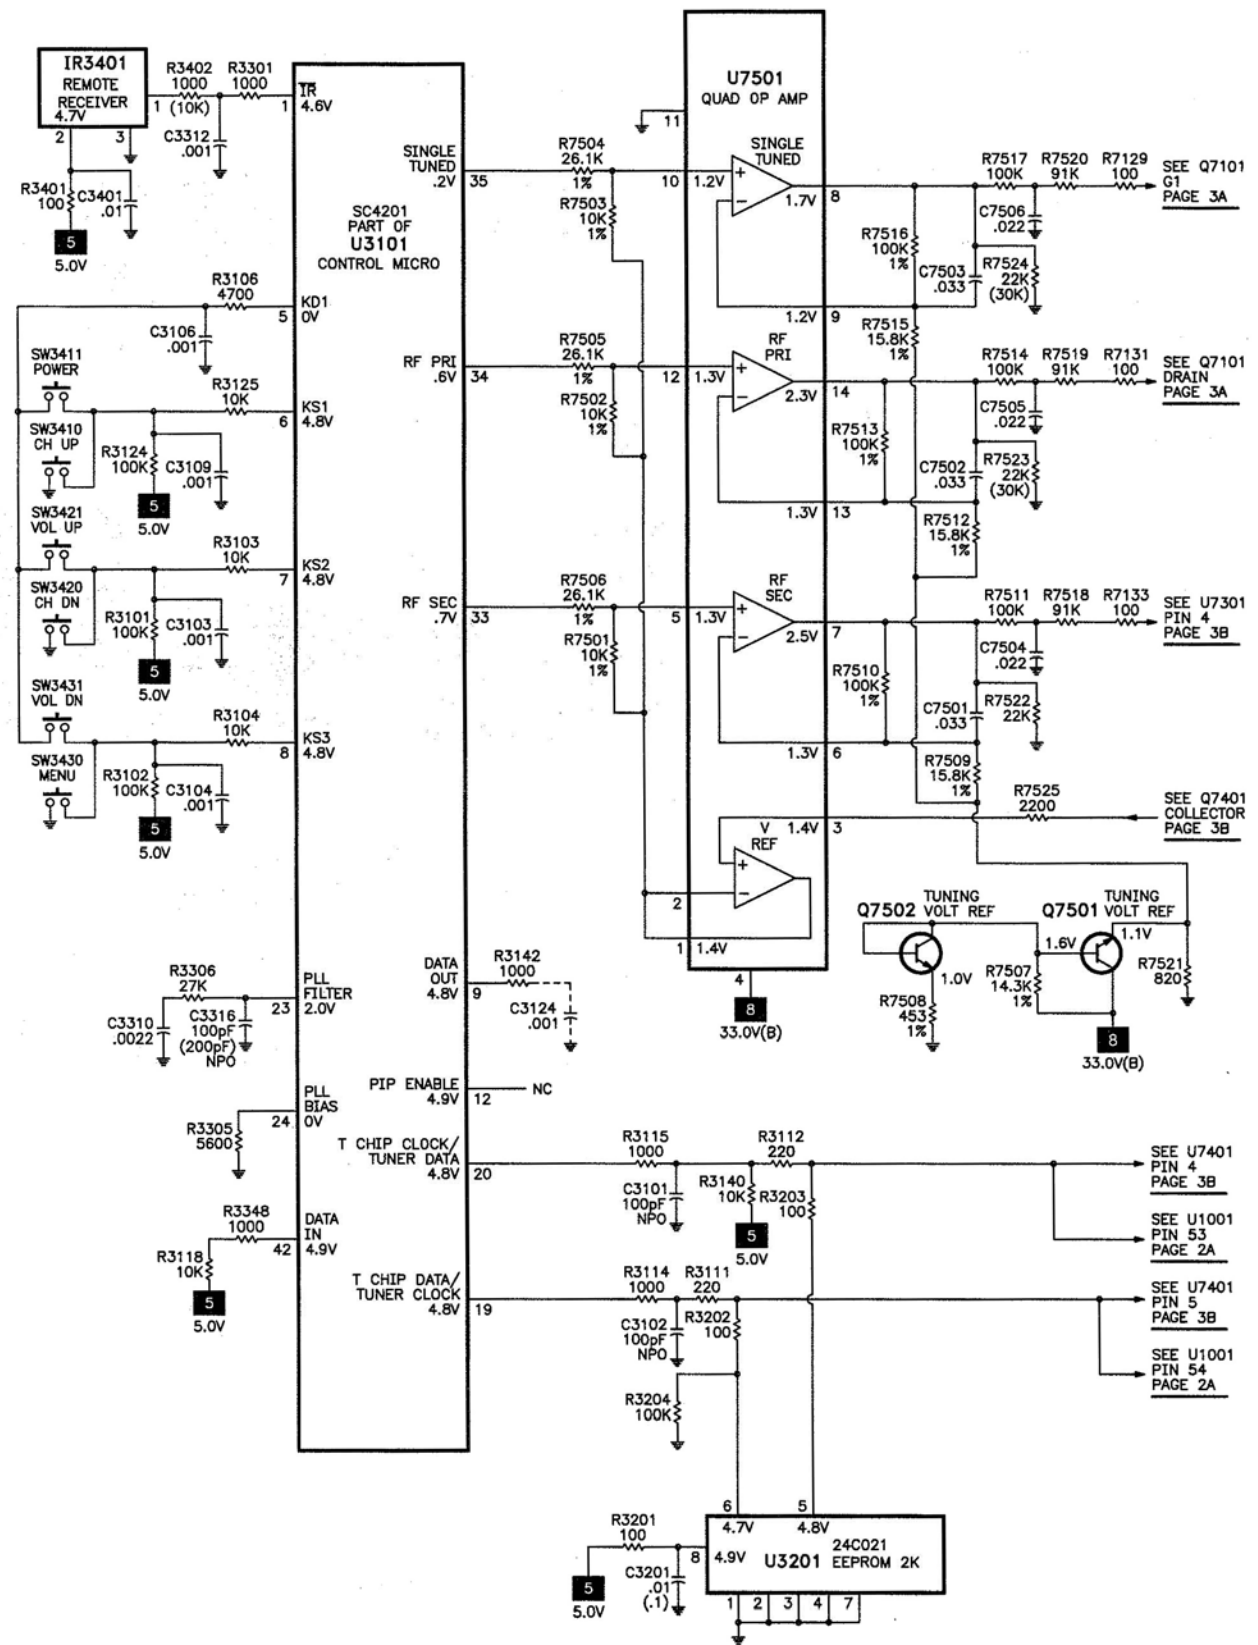 IR3401
REMOTE
RECEIVER
4.7V
1
2
3
R3402
1000
(10K)
R3301
1000
C3312
.001
R3401
100
C3401
.01
5
5.0V
1
IR
4.6V
SC4201
PART OF
U3101
CONTROL MICRO
R3106
4700
5
KD1
0V
C3106
.001
SW3411
POWER
SW3410
CH UP
R3125
10K
6
KS1
4.8V
R3124
100K
C3109
.001
5
5.0V
SW3421
VOL UP
SW3420
CH DN
R3103
10K
7
KS2
4.8V
R3101
100K
C3103
.001
5
5.0V
SW3431
VOL DN
SW3430
MENU
R3104
10K
8
KS3
4.8V
R3102
100K
C3104
.001
5
5.0V
R3306
27K
C3310
.0022
C3316
100pF
(200pF)
NPO
23
PLL
FILTER
2.0V
R3305
5600
24
PLL
BIAS
0V
R3348
1000
R3118
10K
5
5.0V
42
DATA
IN
4.9V
SINGLE
TUNED
.2V
35
RF PRI
.6V
34
RF SEC
.7V
33
DATA
OUT
4.8V
9
R3142
1000
C3124
.001
PIP ENABLE
4.9V
12
NC
T CHIP CLOCK/
TUNER DATA
4.8V
20
T CHIP DATA/
TUNER CLOCK
4.8V
19
R7504
26.1K
1%
R7503
10K
1%
R7505
26.1K
1%
R7502
10K
1%
R7506
26.1K
1%
R7501
10K
1%
U7501
QUAD OP AMP
11
SINGLE
TUNED
10
1.2V
+
−
1.7V
8
1.2V
9
RF
PRI
12
1.3V
+
−
2.3V
14
1.3V
13
RF
SEC
5
1.3V
+
−
2.5V
7
1.3V
6
V
REF
1.4V
3
+
−
2
1
1.4V
4
8
33.0V(B)
R7517
100K
R7520
91K
R7129
100
SEE Q7101
G1
PAGE 3A
C7506
.022
R7516
100K
1%
C7503
.033
R7524
22K
(30K)
R7515
15.8K
1%
R7514
100K
R7519
91K
R7131
100
SEE Q7101
DRAIN
PAGE 3A
C7505
.022
R7513
100K
1%
C7502
.033
R7523
22K
(30K)
R7512
15.8K
1%
R7511
100K
R7518
91K
R7133
100
SEE U7301
PIN 4
PAGE 3B
C7504
.022
R7510
100K
1%
C7501
.033
R7522
22K
R7509
15.8K
1%
R7525
2200
SEE Q7401
COLLECTOR
PAGE 3B
Q7502
TUNING
VOLT REF
1.0V
R7508
453
1%
Q7501
TUNING
VOLT REF
1.6V
1.1V
R7507
14.3K
1%
R7521
820
8
33.0V(B)
R3115
1000
R3112
220
C3101
100pF
NPO
R3140
10K
R3203
100
5
5.0V
SEE U7401
PIN 4
PAGE 3B
SEE U1001
PIN 53
PAGE 2A
R3114
1000
R3111
220
C3102
100pF
NPO
R3202
100
R3204
100K
SEE U7401
PIN 5
PAGE 3B
SEE U1001
PIN 54
PAGE 2A
R3201
100
5
5.0V
C3201
.01
(.1)
6
4.7V
5
4.8V
8
4.9V
24C021
U3201 EEPROM 2K
1
2
3
4
7